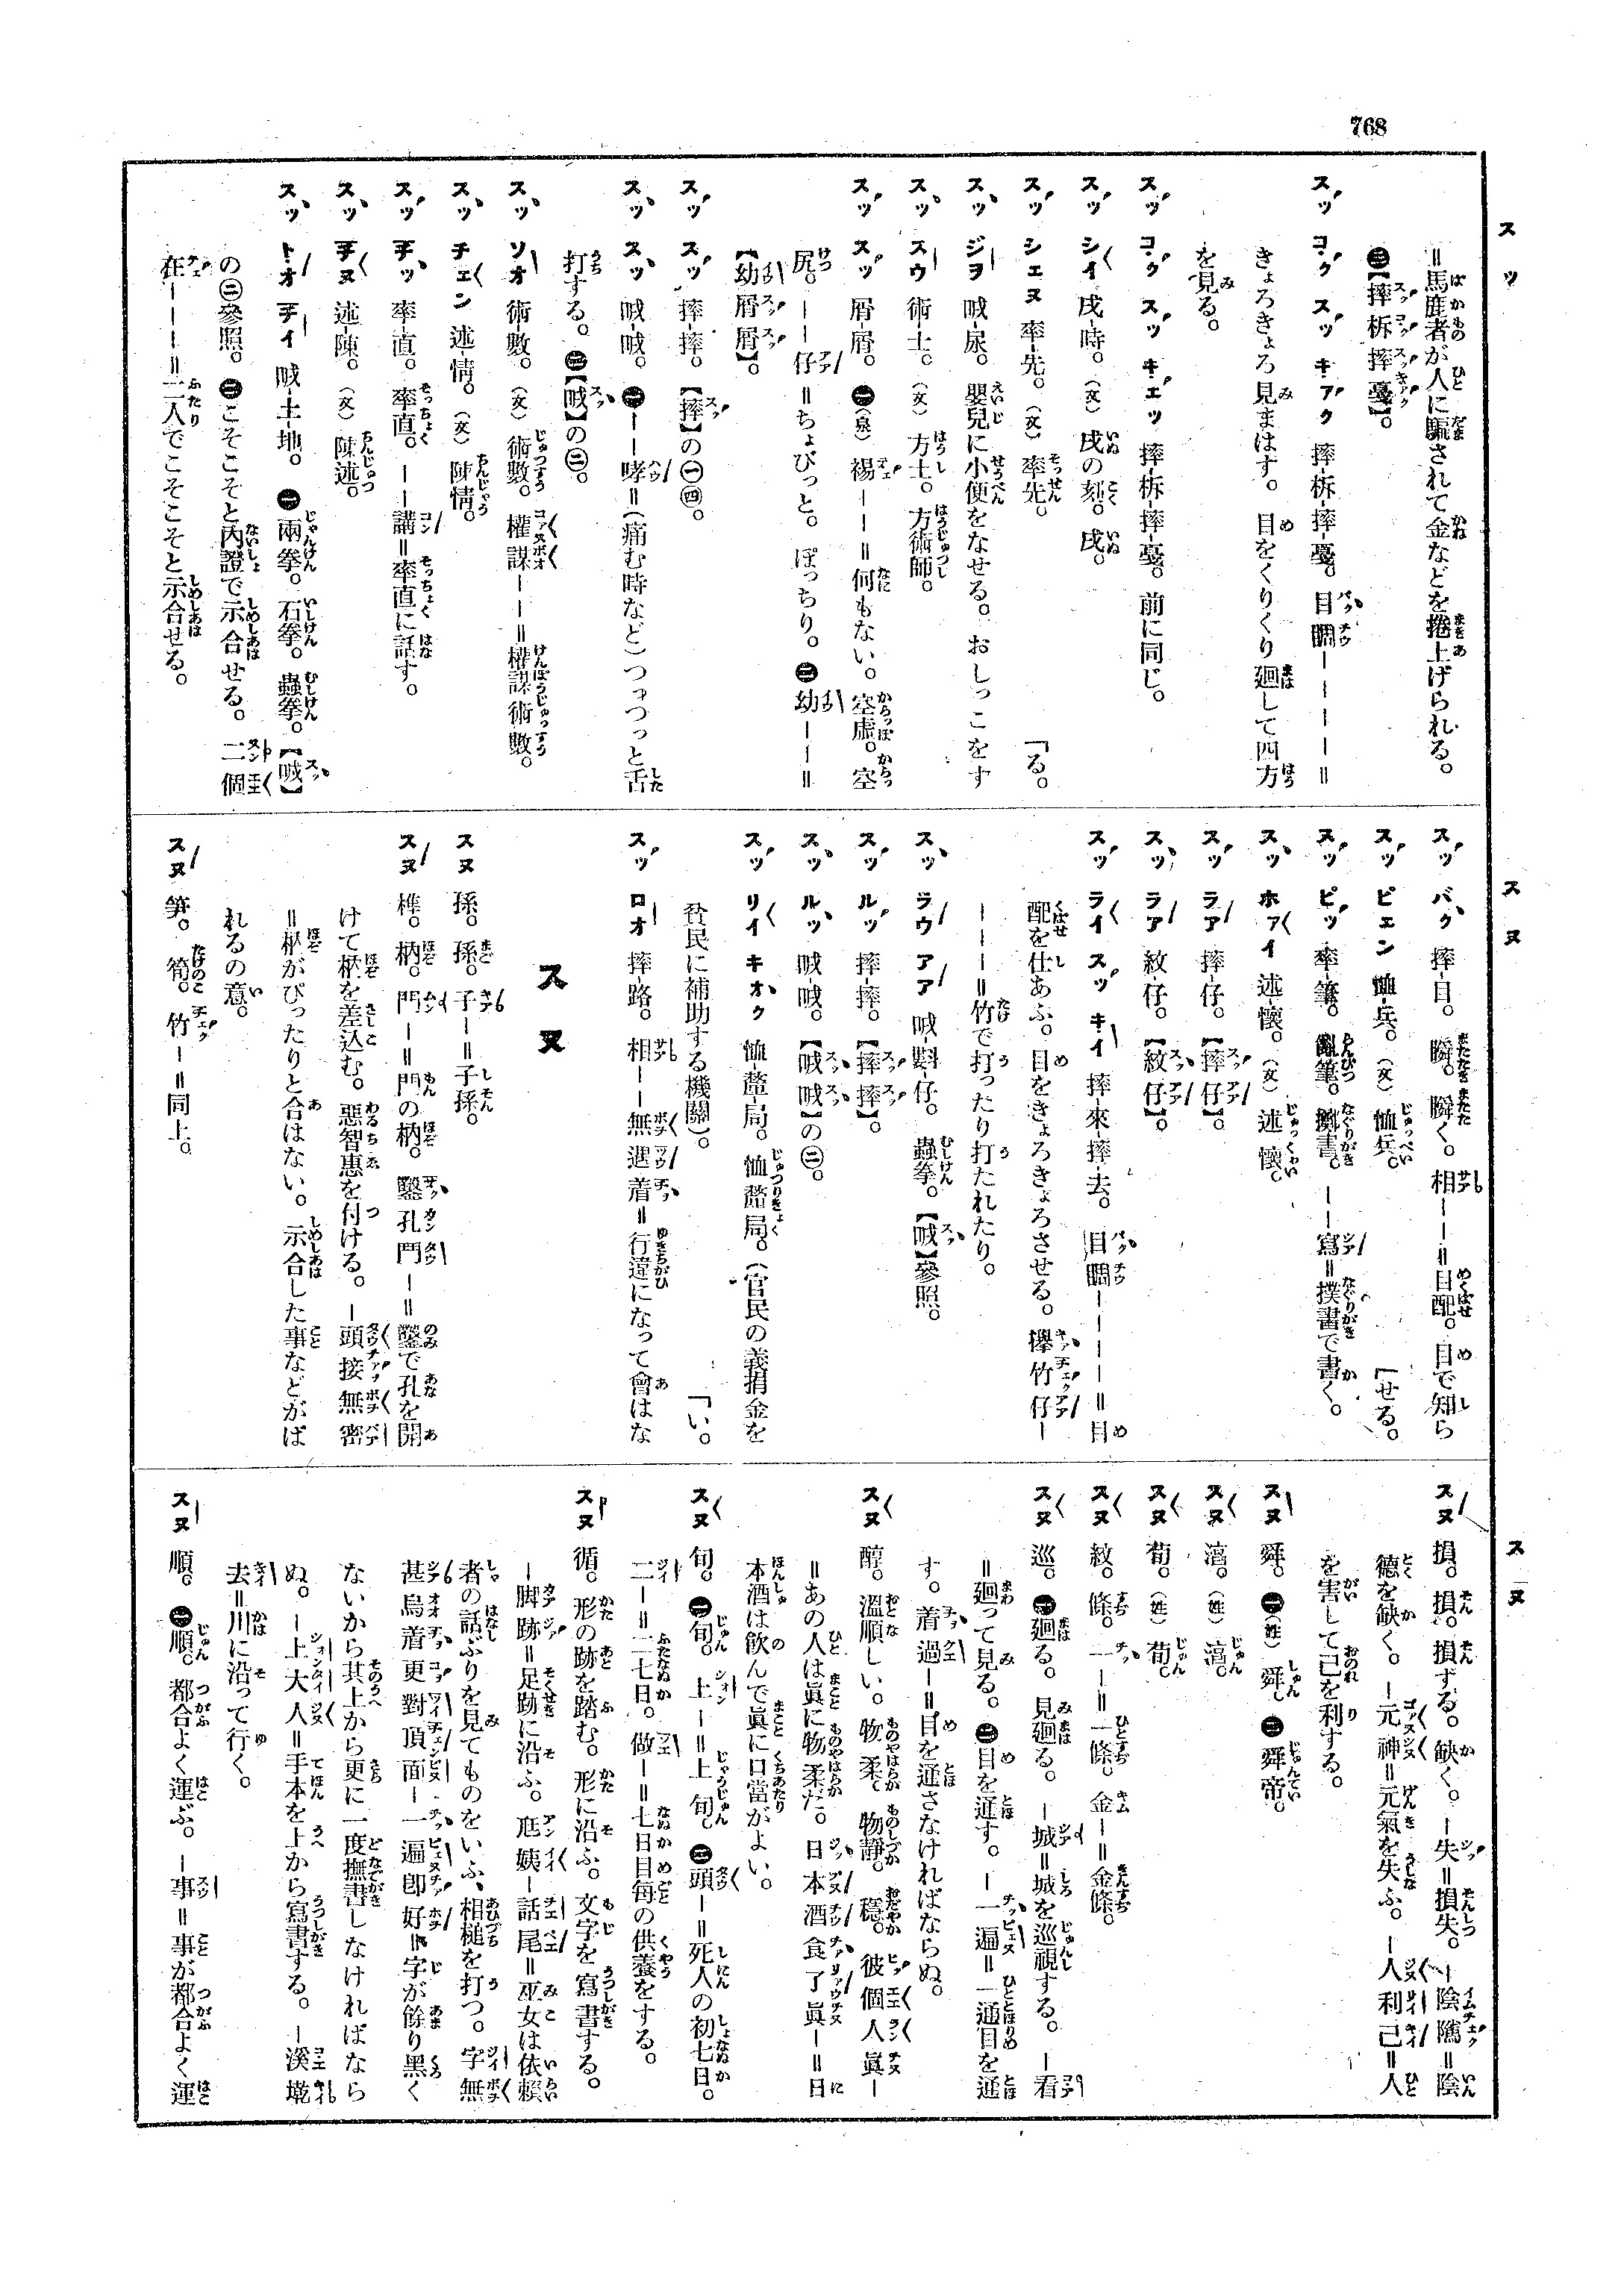 768
スッ
＝馬鹿者が人に騙されて金などを捲上げられる。
㊂【摔柝摔戞】。
スッ コク スッ キァク 摔-柝-摔-戞。目睭－－－－＝
きょろきょろ見まはす。目をくりくり廻して四方
を見る。
スッ コク スッ キェッ 摔-柝-摔-戞。前に同じ。
スッ シイ 戌-時。（文）戌の刻。戌。
スッ シェヌ 率-先。（文）率先。 「る。
スッ ジヲ 㖅-尿。嬰兒に小便をなせる。おしっこをす
スッ スウ 術-士。（文）方士。方術師。
スッ スッ 屑-屑。㊀（泉）裼－－＝何もない。空虛。空
尻。－－仔＝ちょびっと。ぽっちり。㊁幼－－＝
【幼屑屑】。
スッ スッ 摔-摔。【摔】の㊀㊃。
スッ スッ 㖅-㖅。㊀－－哮＝（痛む時など）つョつっと舌
打する。㊁【㖅】の㊁。
スッ ソオ 術-數。（文）術數。權謀－－＝權謀術數。
スッ チェン 述-情。（文）陳情。
スッ チッ 率-直。率直。－－講＝率直に話す。
スッ チヌ 述-陳。（文）陳述。
スッ トオ チイ 㖅-土-地。㊀兩拳。石拳。蟲拳。【㖅】
の㊁參照。㊁こそこそと內證で示合せる。二個
在－－－＝二人でこそこそと示合せる。
スヌ
スッ バク 摔-目。瞬。瞬く。相－－＝目配。目で知ら
スッ ピェン 恤-兵。（文）恤兵。 「せる。
スッ ピッ 率-筆。亂筆。擲書。－－寫＝擲書で書く。
スッ ホァイ 述-懷。（文）述懷。
スッ ラア 摔-仔。【摔仔】。
スッ ラア 紋-仔。【紋仔】。
スッ ライ スッ キイ 摔-來-摔-去。目睭－－－－＝目
配を仕あふ。目をきょろきょろさせる。攑竹仔－
－－－＝竹で打ったり打たれたり。
スッ ラウ アア 㖅-斟-仔。蟲拳。【㖅】參照。
スッ ルッ 摔-摔。【摔摔】。
スッ ルッ 㖅-㖅。【㖅㖅】の㊁。
スッ リイ キオク 恤-釐-局。恤釐局。（官民の義捐金を
貧民に補助する機關）。 「い。
スッ ロオ 摔-路。相－－無遇着＝行違になって會はな
スヌ
スヌ 孫。孫。子－＝子孫。
スヌ 榫。柄。門－＝門の柄。鑿孔鬥－＝鑿で孔を開
けて柄を差込む。惡智惠を付ける。－頭接無密
＝柄がぴったりと合はない。示合した事などがば
れるの意。
スヌ 笋。筍。竹－＝同上。
スヌ
スヌ 損。損。損ずる。缺く。－失＝損失。－陰隲＝陰
德を缺く。－元神＝元氣を失ふ。－人利己＝人
を害して己を利する。
スヌ 舜。㊀（姓）舜。㊁舜帝。
スヌ 濇。（姓）濇。
スヌ 荀。（姓）荀。
スヌ 紋。條。一－＝一條。金－＝金條。
スヌ 巡。㊀廻る。見廻る。－城＝城を巡視する。－看
＝廻って見る。㊁目を通す。－一遍＝一通目を通
す。着過－＝目を通さなければならぬ。
スヌ 醇。溫順しい。物柔。物靜。穩。彼個人眞－
＝あの人は眞に物柔だ。日本酒食了眞－＝日
本酒は飲んで眞に口當がよい。
スヌ 旬。㊀旬。上－＝上旬。㊁頭－＝死人の初七日。
二－＝二七日。做－＝七日目每の供養をする。
スヌ 循。形の跡を踏む。形に沿ふ。文字を寫書する。
－脚跡＝足跡に沿ふ。尫姨－話尾＝巫女は依賴
者の話ぶりを見てものをいふ、相槌を打つ。字無
甚烏着更對頂面－一遍卽好＝字が餘り黑く
ないから其上から更に一度撫書しなければなら
ぬ。－上大人＝手本を上から寫書する。－溪墘
去＝川に沿って行く。
スヌ 順。㊀順。都合よく運ぶ。－事＝事が都合よく運